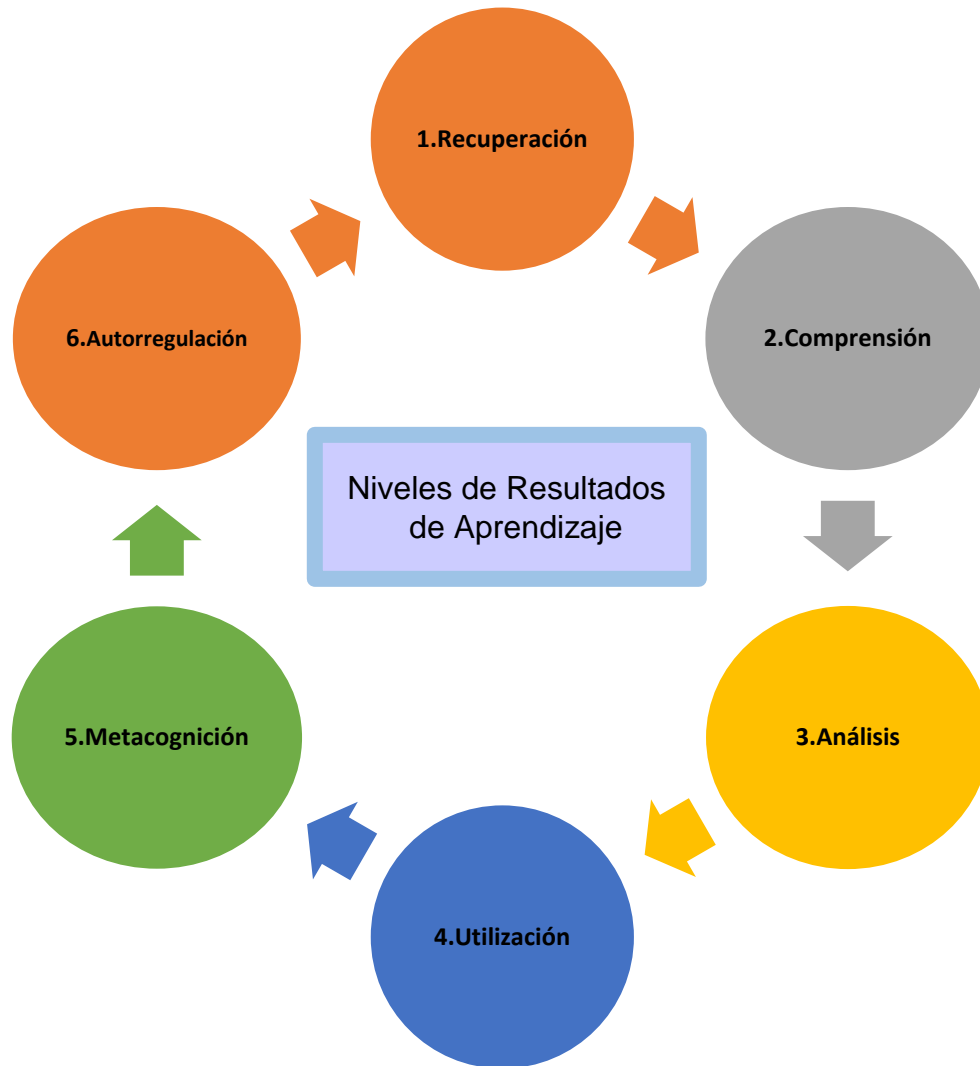 1.Recuperación
2.Comprensión
3.Análisis
4.Utilización
5.Metacognición
6.Autorregulación
Niveles de Resultados
de Aprendizaje